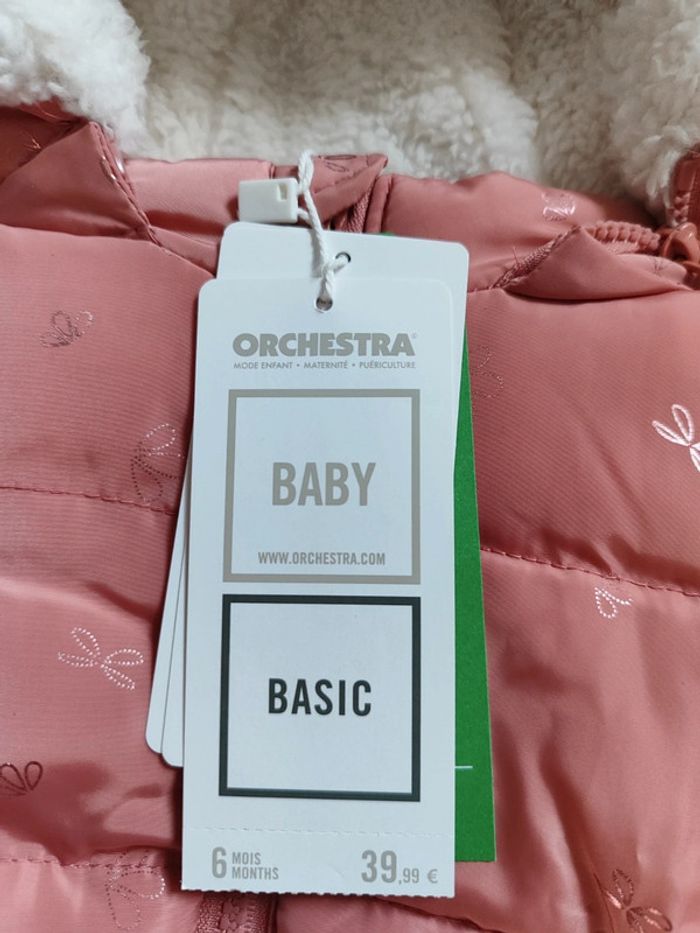 ORCHESTRA®
MODE ENFANT • MATERNITÉ • PUÉRICULTURE
BABY
WWW.ORCHESTRA.COM
BASIC
6 MOIS
MONTHS
39,99 €